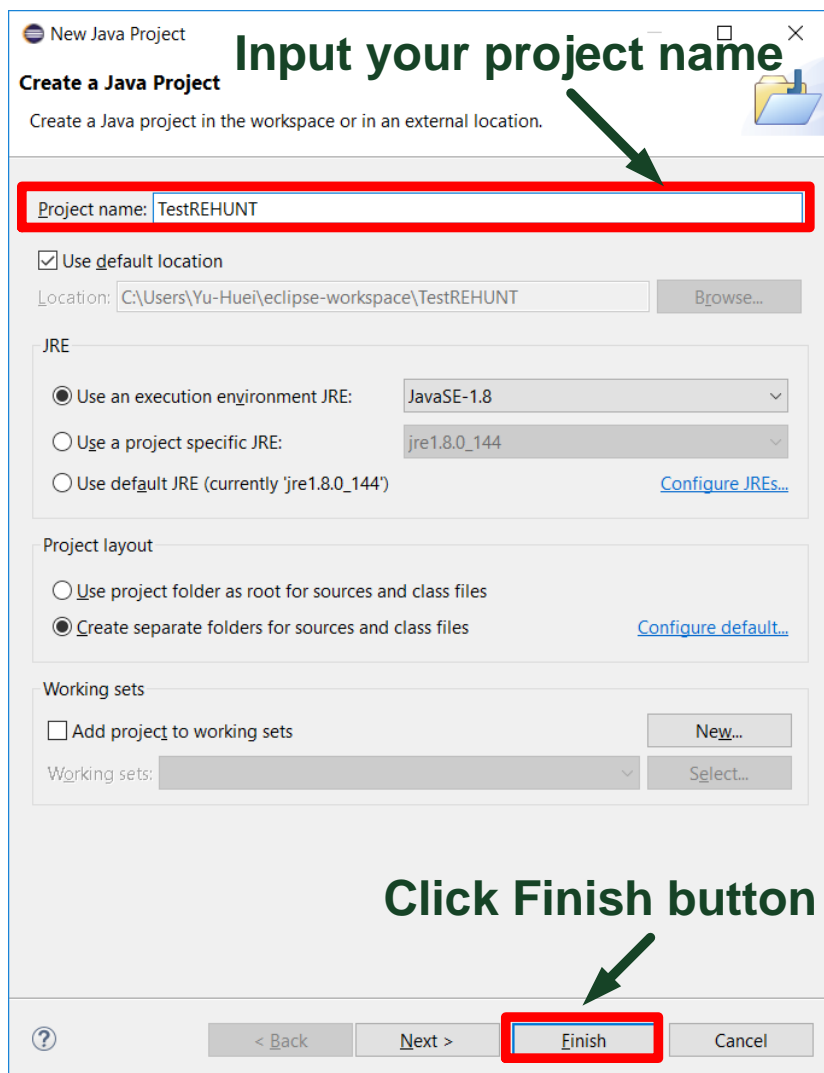 New Java Project
Input your project name
Create a Java Project
Create a Java project in the workspace or in an external location.
Project name: TestREHUNT
Use default location
Location: C:\Users\Yu-Huei\eclipse-workspace\TestREHUNT Browse...
JRE
Use an execution environment JRE: JavaSE-1.8
Use a project specific JRE: jre1.8.0_144
Use default JRE (currently 'jre1.8.0_144') Configure JREs...
Project layout
Use project folder as root for sources and class files
Create separate folders for sources and class files Configure default...
Working sets
Add project to working sets New...
Working sets: Select...
Click Finish button
? < Back Next > Finish Cancel